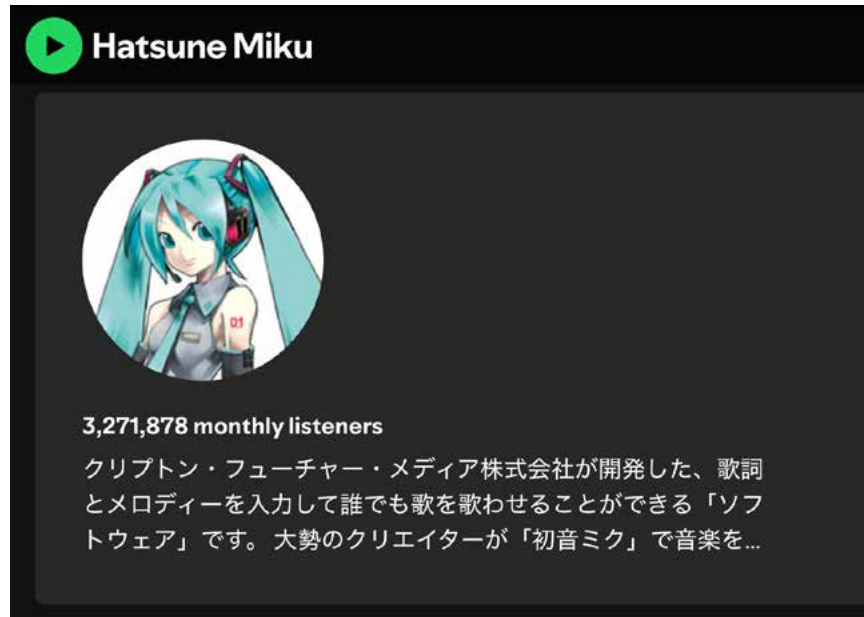 Hatsune Miku
01
3,271,878 monthly listeners
クリプトン・フューチャー・メディア株式会社が開発した、歌詞
とメロディーを入力して誰でも歌を歌わせることができる「ソフ
トウェア」です。 大勢のクリエイターが「初音ミク」で音楽を...